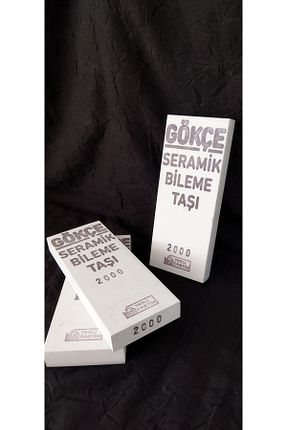 GÖKÇE
SERAMİK
BİLEME
TAŞI
2000
GÖKÇE
SERAMİK
BİLEME
TAŞI
2000
2000